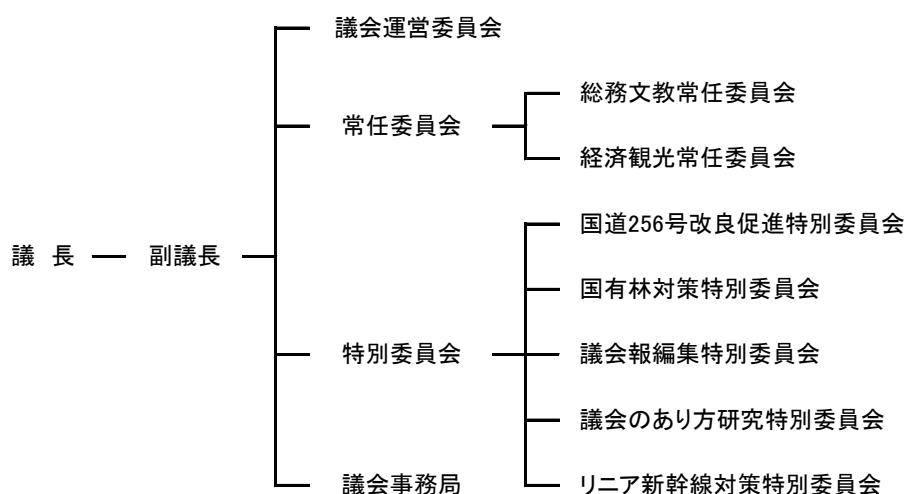 議会運営委員会
総務文教常任委員会
常任委員会
経済観光常任委員会
国道256号改良促進特別委員会
議 長
副議長
国有林対策特別委員会
特別委員会
議会報編集特別委員会
議会のあり方研究特別委員会
議会事務局
リニア新幹線対策特別委員会